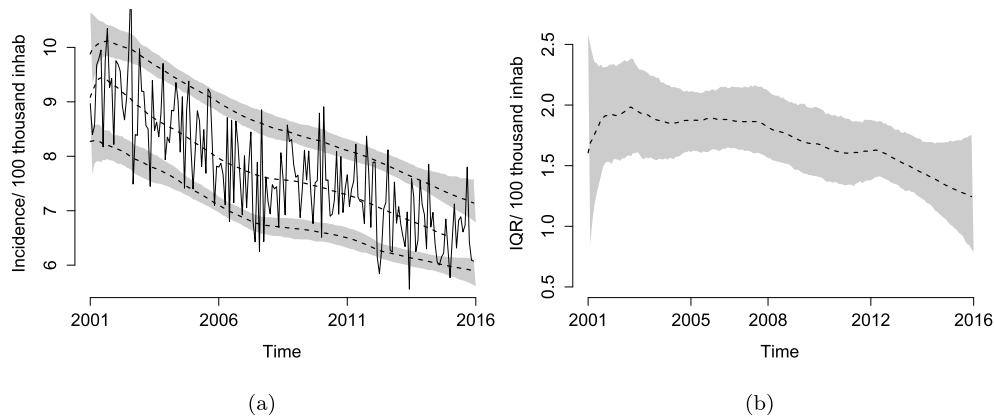 Incidence/ 100 thousand inhab
10
9
8
7
6
2001 2006 2011 2016
Time
(a)
IQR/ 100 thousand inhab
2.5
2.0
1.5
1.0
0.5
2001 2005 2008 2012 2016
Time
(b)